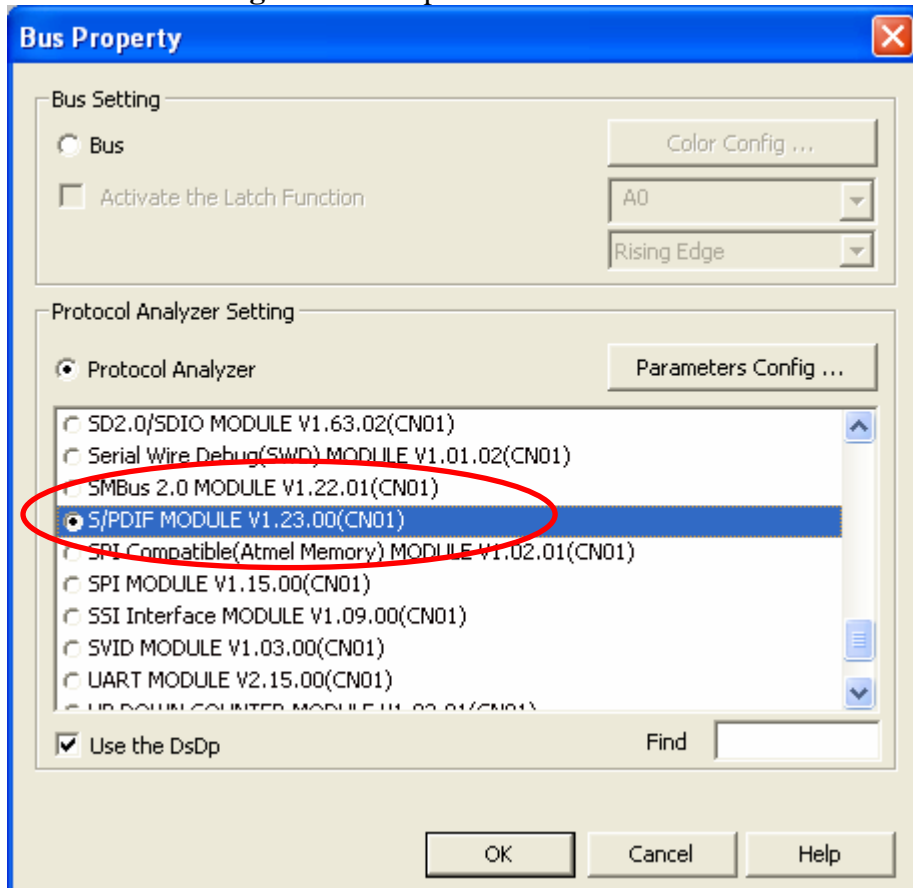 Bus Property
Bus Setting
Bus
Color Config ...
Activate the Latch Function
A0
Rising Edge
Protocol Analyzer Setting
Protocol Analyzer
Parameters Config ...
SD2.0/SDIO MODULE V1.63.02(CN01)
Serial Wire Debug(SWD) MODULE V1.01.02(CN01)
SMBus 2.0 MODULE V1.22.01(CN01)
S/PDIF MODULE V1.23.00(CN01)
SPI Compatible(Atmel Memory) MODULE V1.02.01(CN01)
SPI MODULE V1.15.00(CN01)
SSI Interface MODULE V1.09.00(CN01)
SVID MODULE V1.03.00(CN01)
UART MODULE V2.15.00(CN01)
Use the DsDp
Find
OK
Cancel
Help